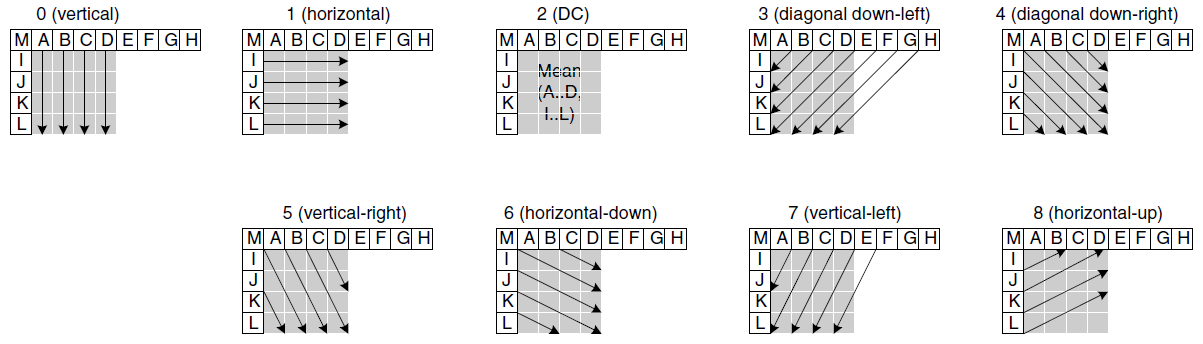 0 (vertical) 1 (horizontal) 2 (DC) 3 (diagonal down-left) 4 (diagonal down-right)
M A B C D E F G H M A B C D E F G H M A B C D E F G H M A B C D E F G H M A B C D E F G H
I I I Mean I I
J J J (A..D, J J
K K K I..L) K K
L L L L L
5 (vertical-right) 6 (horizontal-down) 7 (vertical-left) 8 (horizontal-up)
M A B C D E F G H M A B C D E F G H M A B C D E F G H M A B C D E F G H
I I I I
J J J J
K K K K
L L L L